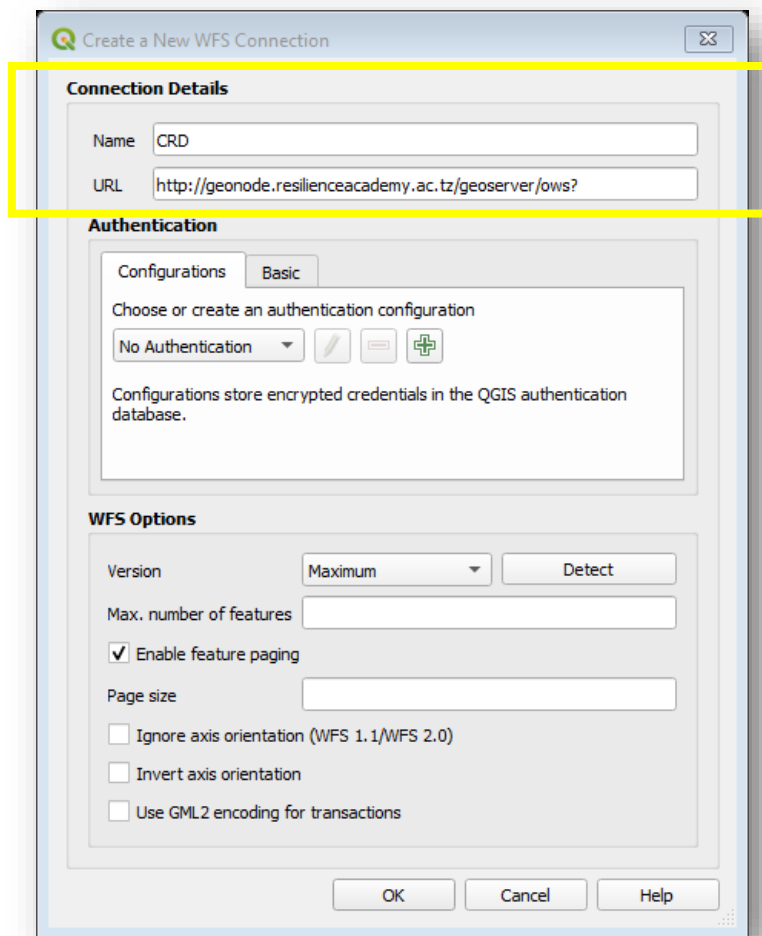 Create a New WFS Connection
Connection Details
Name CRD
URL http://geonode.resilienceacademy.ac.tz/geoserver/ows?
Authentication
Configurations Basic
Choose or create an authentication configuration
No Authentication
Configurations store encrypted credentials in the QGIS authentication
database.
WFS Options
Version Maximum Detect
Max. number of features
Enable feature paging
Page size
Ignore axis orientation (WFS 1.1/WFS 2.0)
Invert axis orientation
Use GML2 encoding for transactions
OK Cancel Help